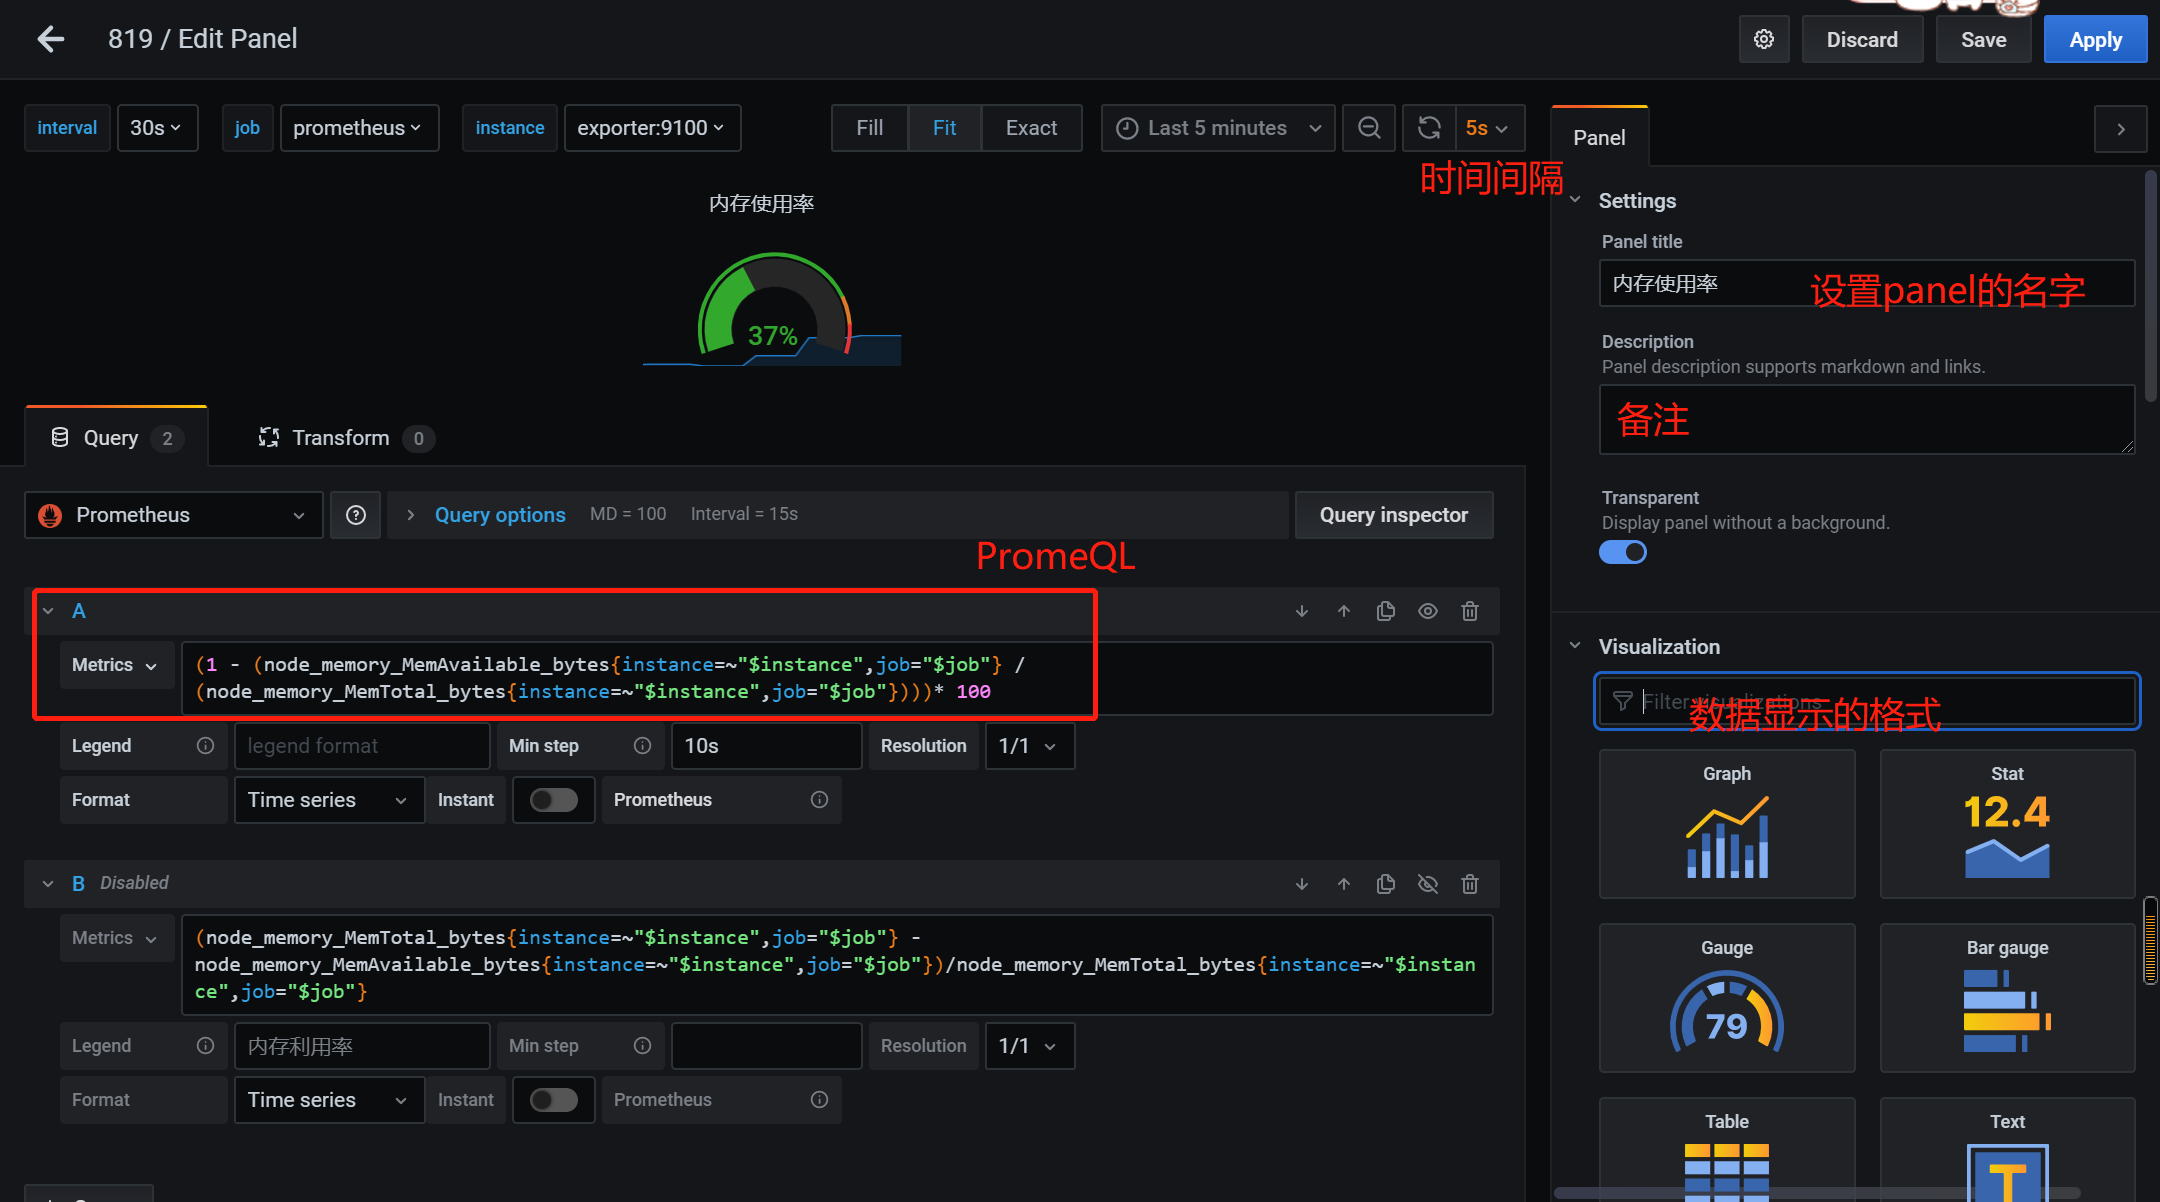 819 / Edit Panel
Discard
Save
Apply
interval
30s
job
prometheus
instance
exporter:9100
Fill
Fit
Exact
Last 5 minutes
5s
时间间隔
内存使用率
37%
Query 2
Transform 0
Prometheus
Query options
MD = 100
Interval = 15s
Query inspector
PromeQL
A
Metrics
(1 - (node_memory_MemAvailable_bytes{instance=~"$instance",job="$job"} /
(node_memory_MemTotal_bytes{instance=~"$instance",job="$job"})))* 100
Legend
legend format
Min step
10s
Resolution
1/1
Format
Time series
Instant
Prometheus
B Disabled
Metrics
(node_memory_MemTotal_bytes{instance=~"$instance",job="$job"} -
node_memory_MemAvailable_bytes{instance=~"$instance",job="$job"})/node_memory_MemTotal_bytes{instance=~"$instan
ce",job="$job"}
Legend
内存利用率
Min step
Resolution
1/1
Format
Time series
Instant
Prometheus
Panel
Settings
Panel title
内存使用率
设置panel的名字
Description
Panel description supports markdown and links.
备注
Transparent
Display panel without a background.
Visualization
Filter visualizations
数据显示的格式
Graph
Stat
12.4
Gauge
79
Bar gauge
Table
Text
T